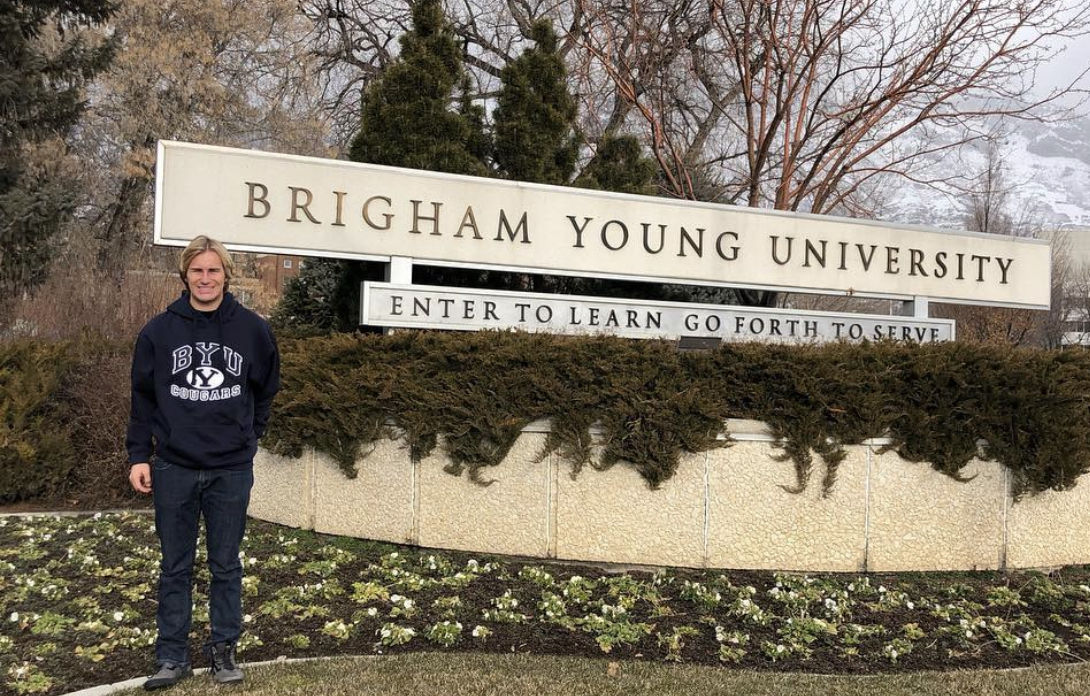 BRIGHAM YOUNG UNIVERSITY
ENTER TO LEARN GO FORTH TO SERVE
BYU
Y
COUGARS